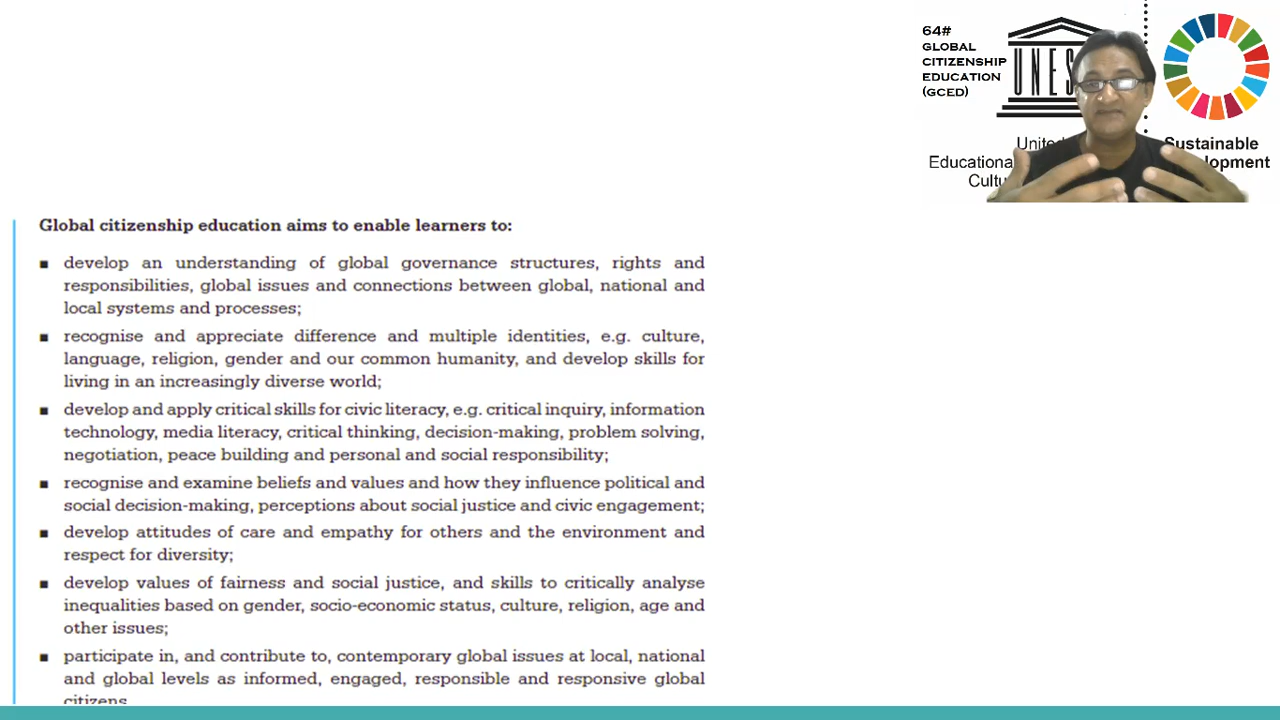 64#
GLOBAL
CITIZENSHIP
EDUCATION
(GCED)
UNES
United
Educational
Cultu
Sustainable
lopment
Global citizenship education aims to enable learners to:
▪ develop an understanding of global governance structures, rights and
responsibilities, global issues and connections between global, national and
local systems and processes;
▪ recognise and appreciate difference and multiple identities, e.g. culture,
language, religion, gender and our common humanity, and develop skills for
living in an increasingly diverse world;
▪ develop and apply critical skills for civic literacy, e.g. critical inquiry, information
technology, media literacy, critical thinking, decision-making, problem solving,
negotiation, peace building and personal and social responsibility;
▪ recognise and examine beliefs and values and how they influence political and
social decision-making, perceptions about social justice and civic engagement;
▪ develop attitudes of care and empathy for others and the environment and
respect for diversity;
▪ develop values of fairness and social justice, and skills to critically analyse
inequalities based on gender, socio-economic status, culture, religion, age and
other issues;
▪ participate in, and contribute to, contemporary global issues at local, national
and global levels as informed, engaged, responsible and responsive global
citizens.